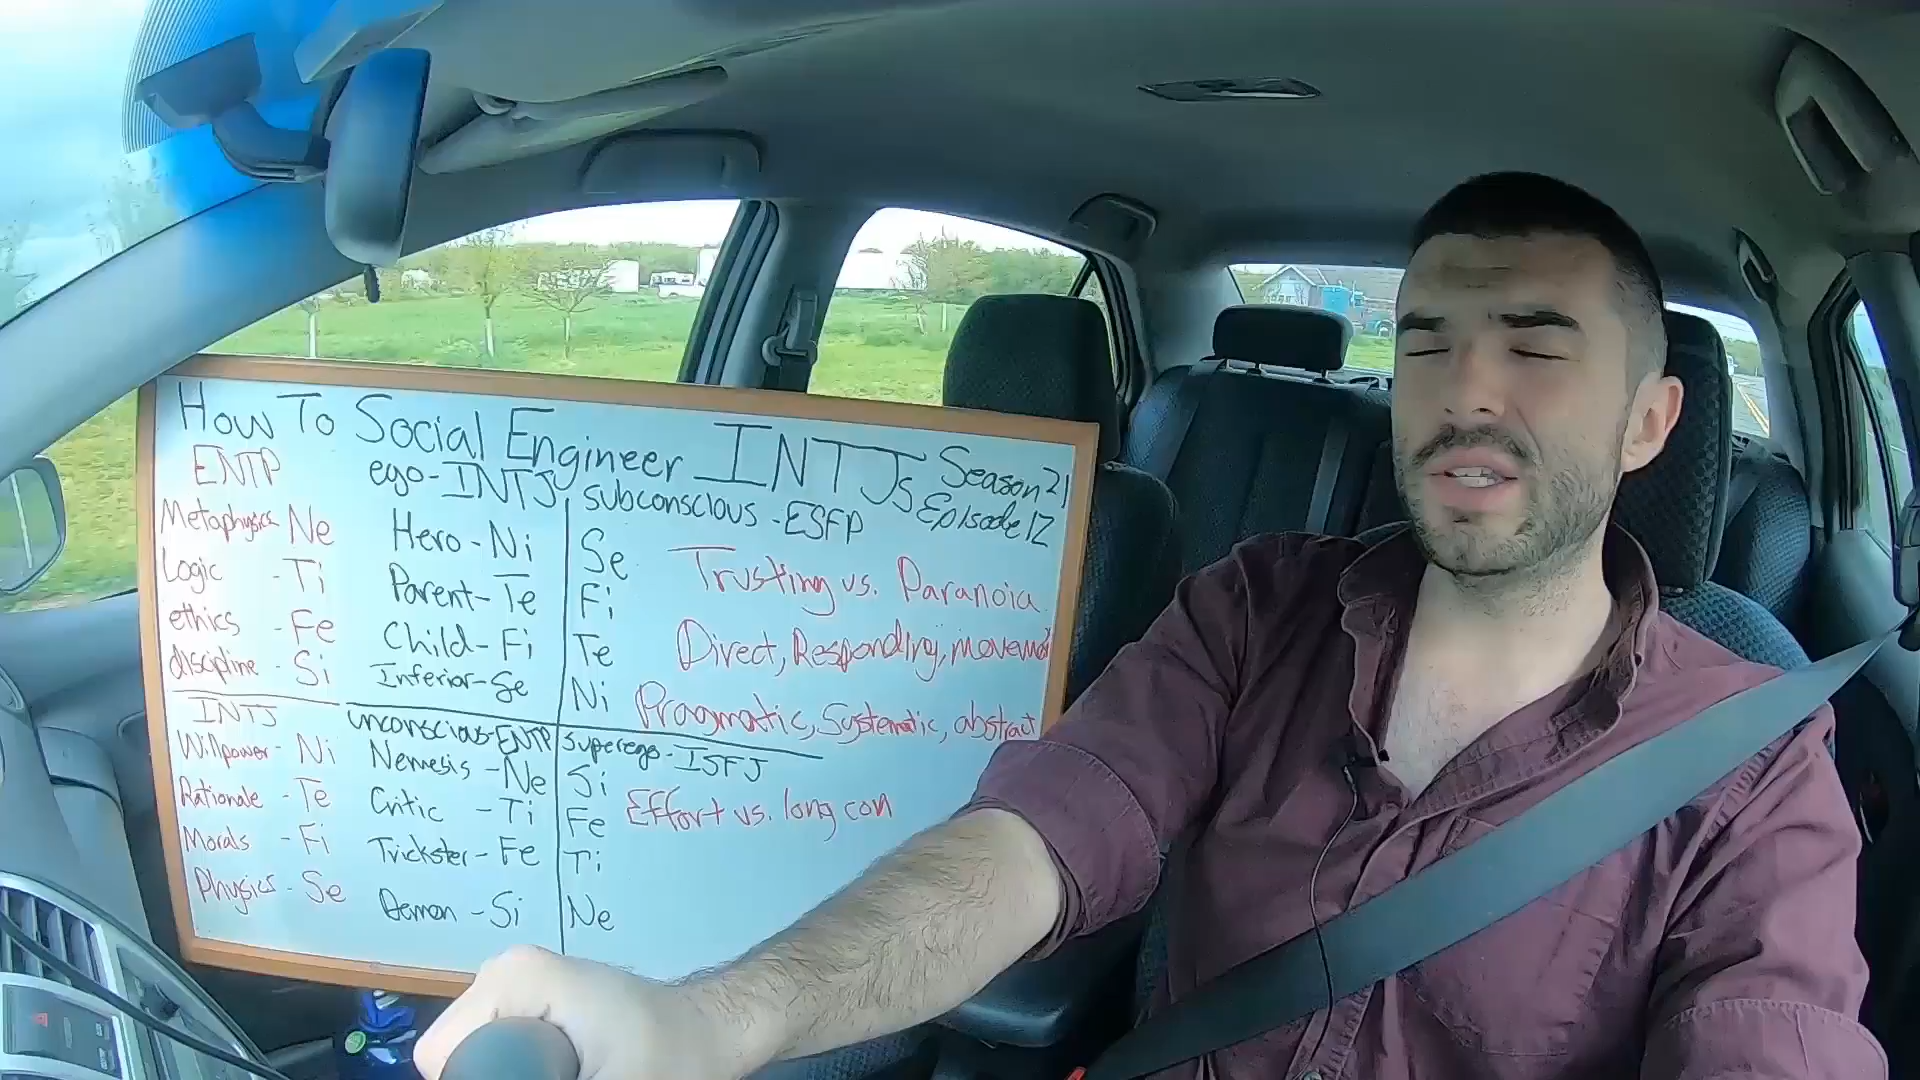 How To Social Engineer INTJs Season 21
Episode 12
ENTP
Metaphysics Ne
Logic - Ti
ethics - Fe
discipline - Si
INTJ
Willpower - Ni
Rationale - Te
Morals - Fi
Physics - Se
ego - INTJ
Hero - Ni
Parent - Te
Child - Fi
Inferior - Se
subconscious - ESFP
Se
Fi
Te
Ni
unconscious - ENTP
Nemesis - Ne
Critic - Ti
Trickster - Fe
Demon - Si
superego - ISFJ
Si
Fe
Ti
Ne
Trusting vs. Paranoia
Direct, Responding, movement
Pragmatic, Systematic, abstract
Effort vs. long con